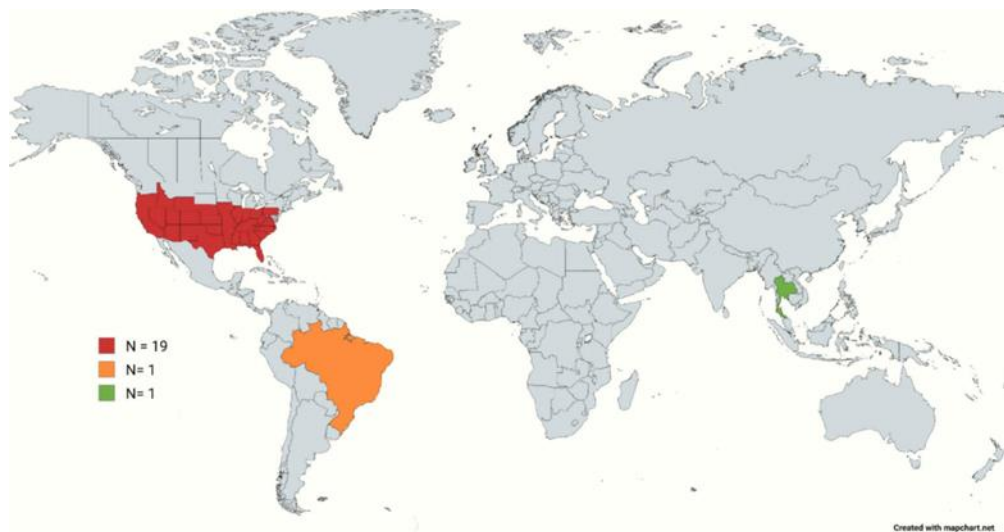 N = 19
N= 1
N= 1
Created with mapchart.net